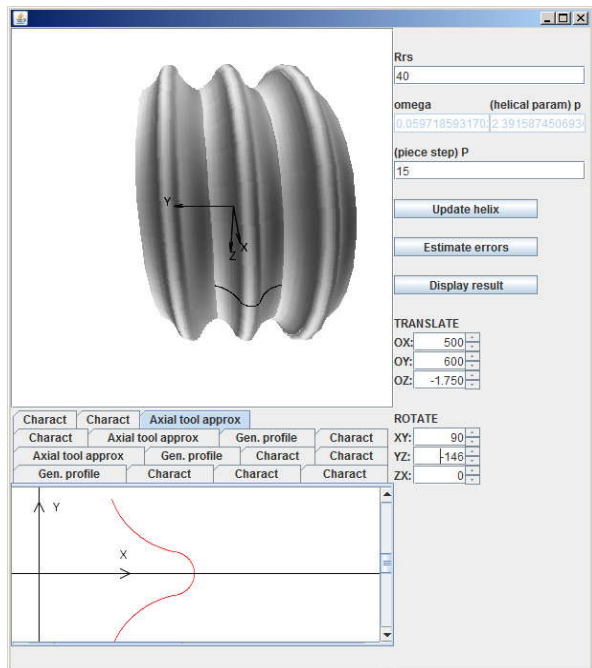 Rrs
40
omega (helical param) p
0.05971859317 2.39158745069
(piece step) P
15
Update helix
Estimate errors
Display result
TRANSLATE
OX: 500
OY: 600
OZ: -1.750
ROTATE
XY: 90
YZ: -146
ZX: 0
Y
X
Z
Charact Charact Axial tool approx
Charact Axial tool approx Gen. profile Charact
Axial tool approx Gen. profile Charact Charact
Gen. profile Charact Charact Charact
Y
X